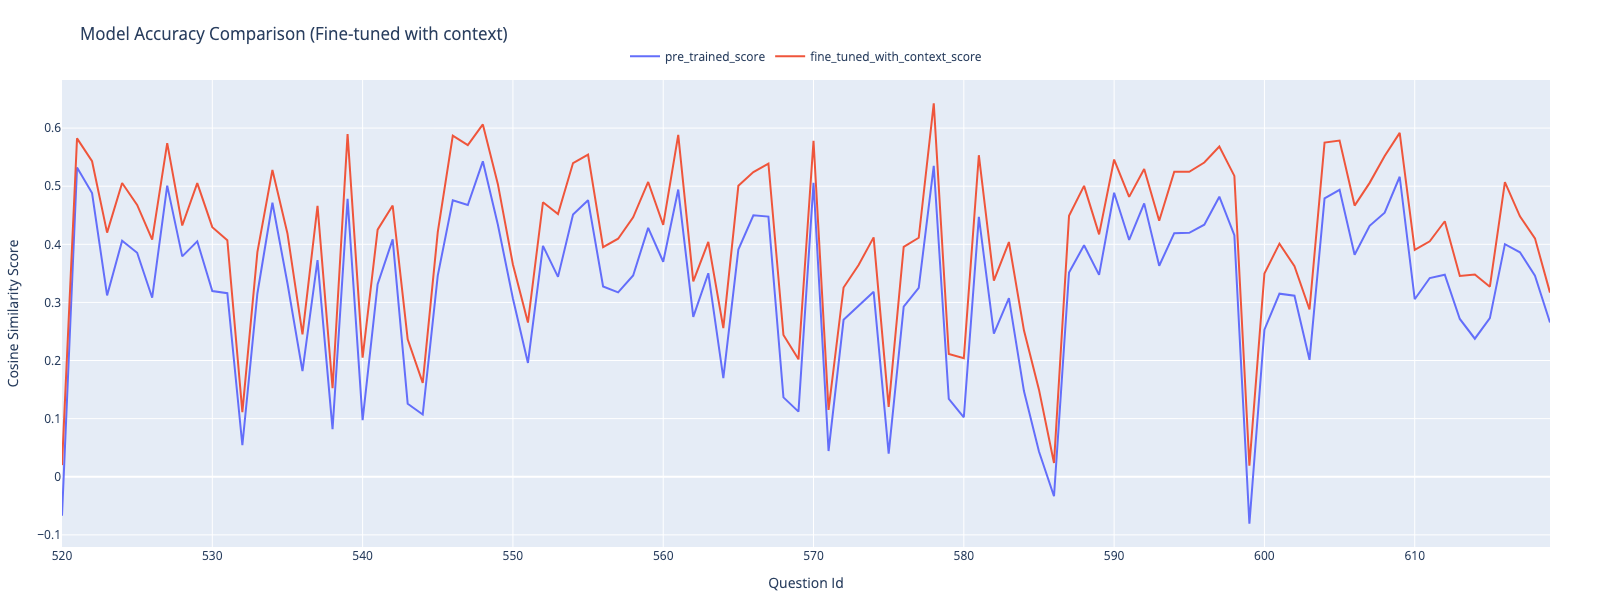 Model Accuracy Comparison (Fine-tuned with context)
pre_trained_score fine_tuned_with_context_score
Cosine Similarity Score
0.6
0.5
0.4
0.3
0.2
0.1
0
−0.1
520 530 540 550 560 570 580 590 600 610
Question Id